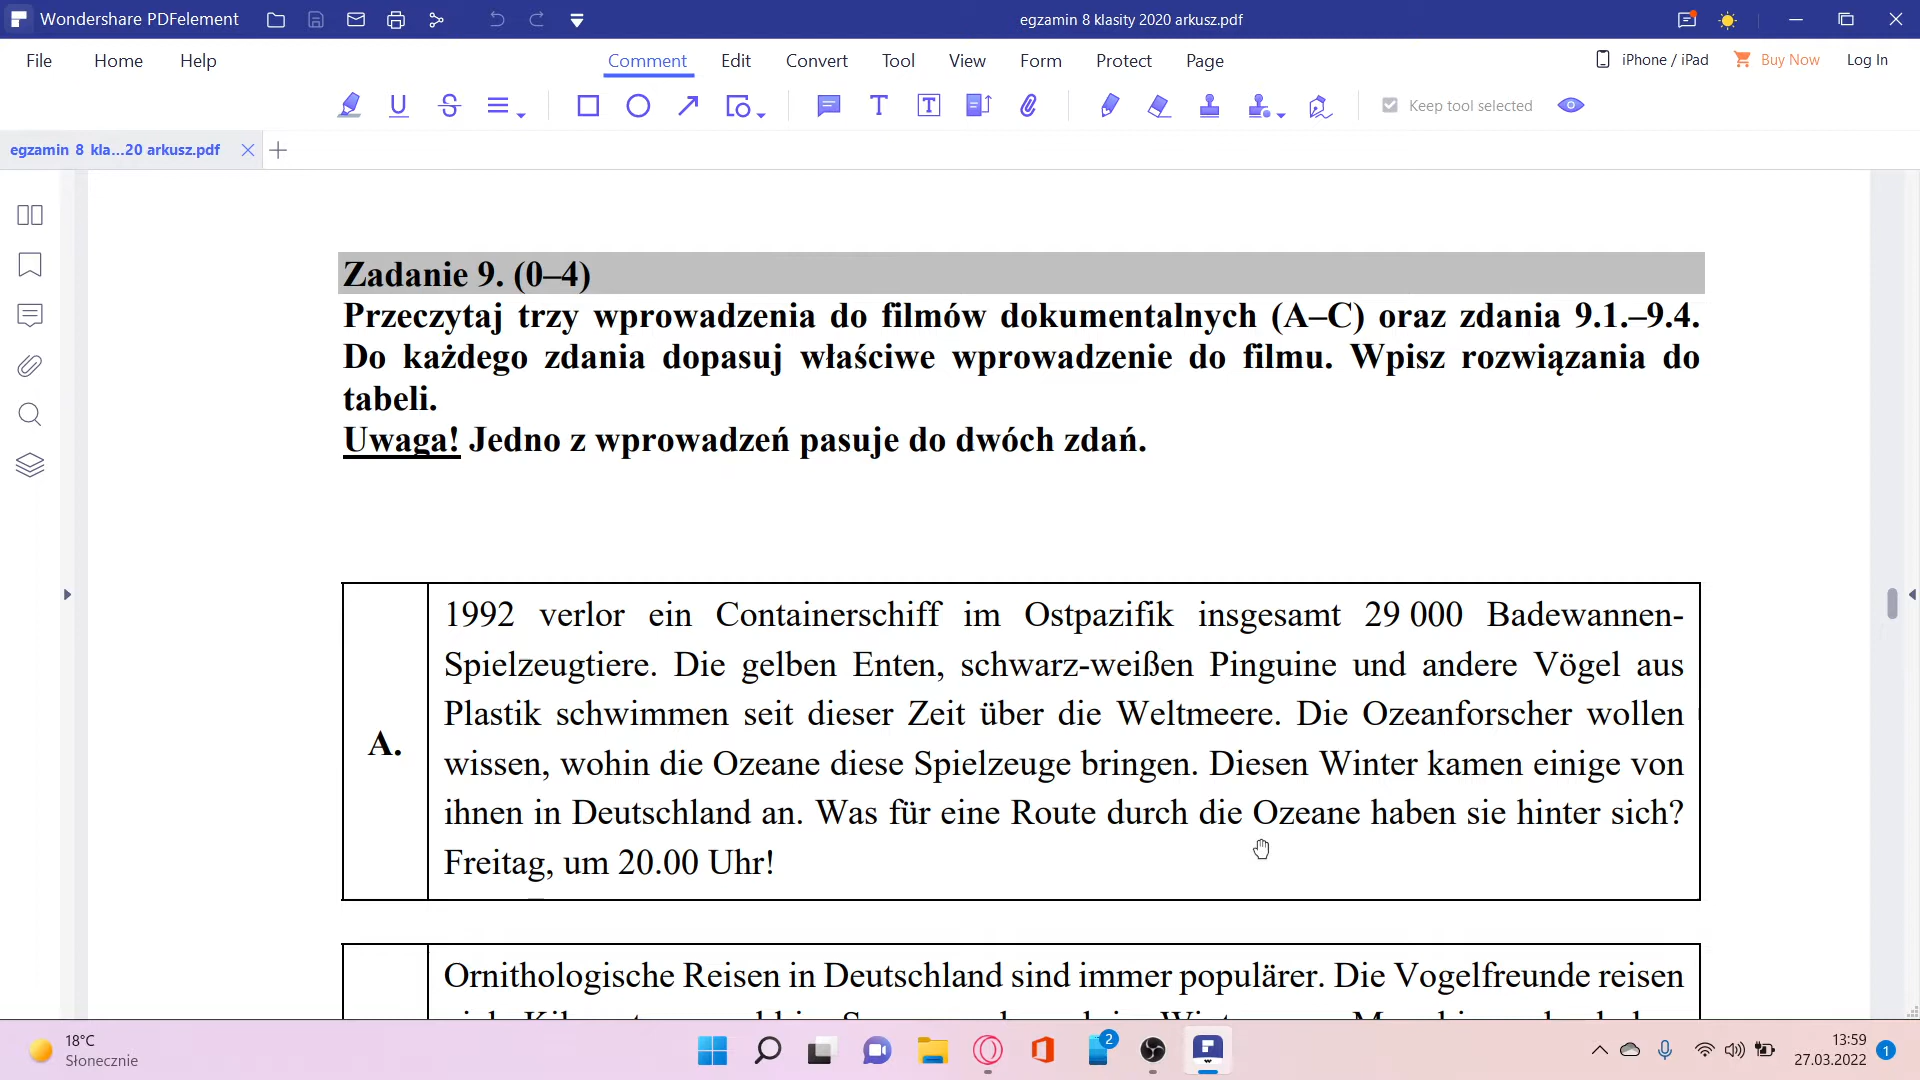 Wondershare PDFelement
egzamin 8 klasity 2020 arkusz.pdf
File Home Help Comment Edit Convert Tool View Form Protect Page iPhone / iPad Buy Now Log In
Keep tool selected
egzamin 8 kla...20 arkusz.pdf
Zadanie 9. (0–4)
Przeczytaj trzy wprowadzenia do filmów dokumentalnych (A–C) oraz zdania 9.1.–9.4.
Do każdego zdania dopasuj właściwe wprowadzenie do filmu. Wpisz rozwiązania do
tabeli.
Uwaga! Jedno z wprowadzeń pasuje do dwóch zdań.
A.
1992 verlor ein Containerschiff im Ostpazifik insgesamt 29 000 Badewannen-
Spielzeugtiere. Die gelben Enten, schwarz-weißen Pinguine und andere Vögel aus
Plastik schwimmen seit dieser Zeit über die Weltmeere. Die Ozeanforscher wollen
wissen, wohin die Ozeane diese Spielzeuge bringen. Diesen Winter kamen einige von
ihnen in Deutschland an. Was für eine Route durch die Ozeane haben sie hinter sich?
Freitag, um 20.00 Uhr!
Ornithologische Reisen in Deutschland sind immer populärer. Die Vogelfreunde reisen
18°C
Słonecznie
2
13:59
27.03.2022
1